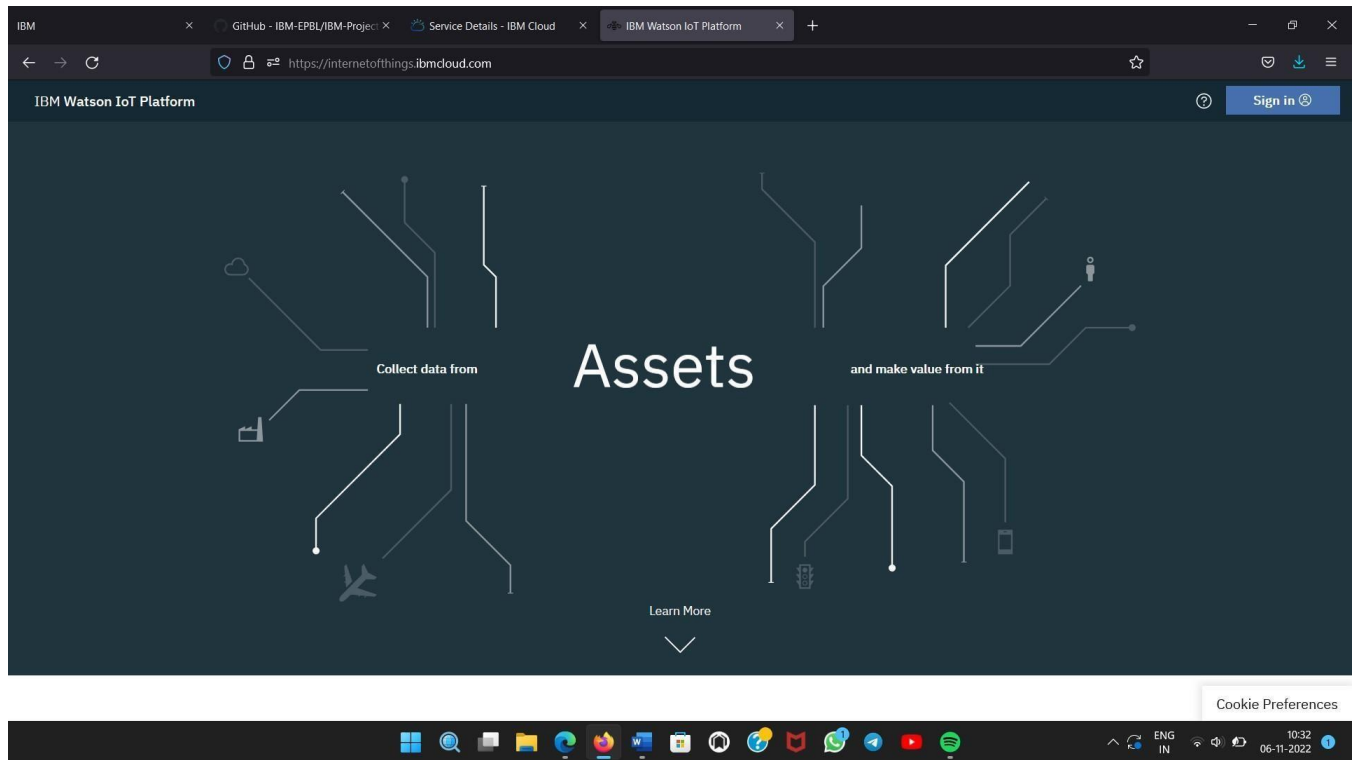 IBM
GitHub - IBM-EPBL/IBM-Project
Service Details - IBM Cloud
IBM Watson IoT Platform
https://internetofthings.ibmcloud.com
IBM Watson IoT Platform
Sign in
Collect data from
Assets
and make value from it
Learn More
Cookie Preferences
ENG
IN
10:32
06-11-2022
1